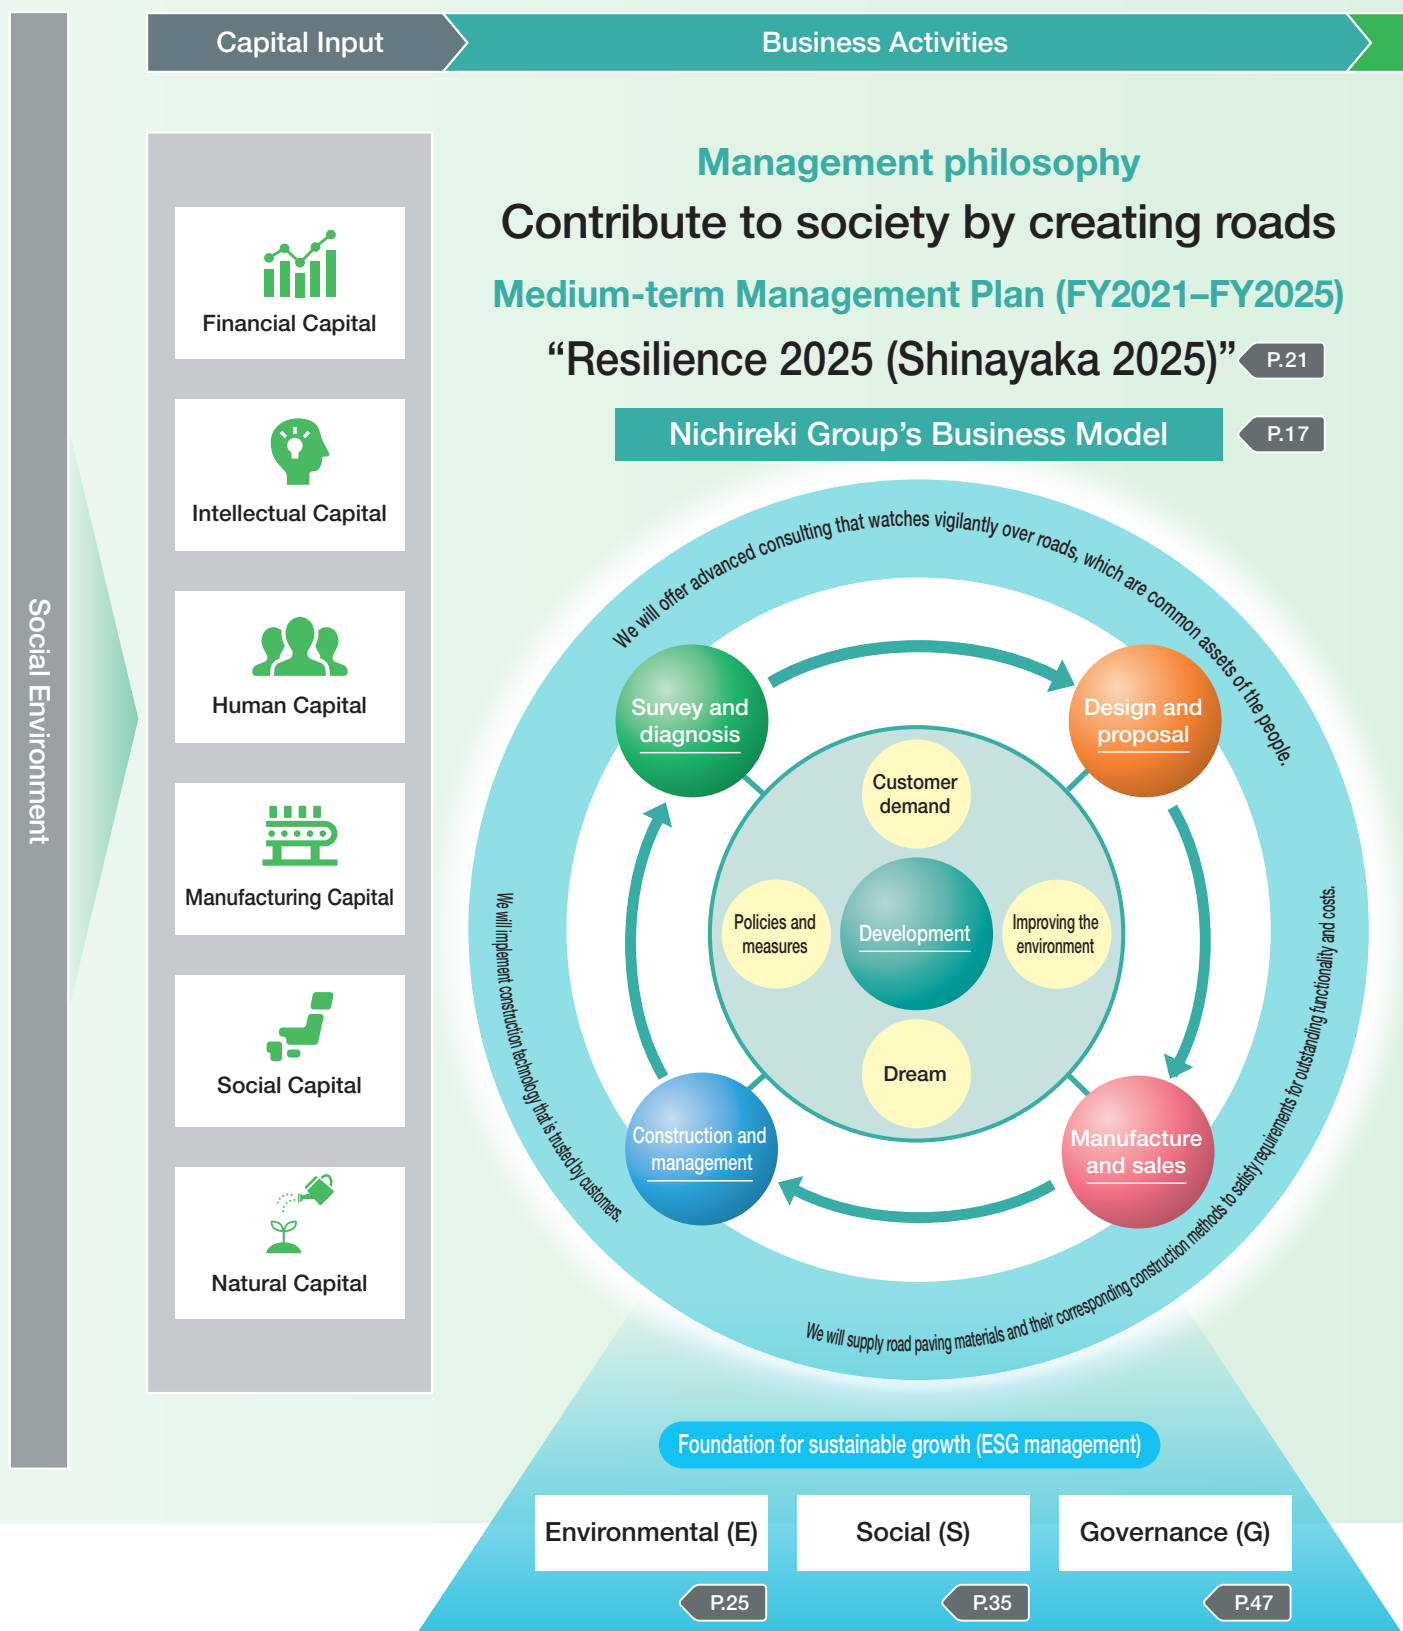 Capital Input
Business Activities
Social Environment
Financial Capital
Intellectual Capital
Human Capital
Manufacturing Capital
Social Capital
Natural Capital
Management philosophy
Contribute to society by creating roads
Medium-term Management Plan (FY2021–FY2025)
“Resilience 2025 (Shinayaka 2025)”
P.21
Nichireki Group’s Business Model
P.17
We will offer advanced consulting that watches vigilantly over roads, which are common assets of the people.
Survey and
diagnosis
Design and
proposal
Customer
demand
Policies and
measures
Development
Improving the
environment
Dream
Construction and
management
Manufacture
and sales
We will implement construction technology that is trusted by customers.
We will supply road paving materials and their corresponding construction methods to satisfy requirements for outstanding functionality and costs.
Foundation for sustainable growth (ESG management)
Environmental (E)
Social (S)
Governance (G)
P.25
P.35
P.47